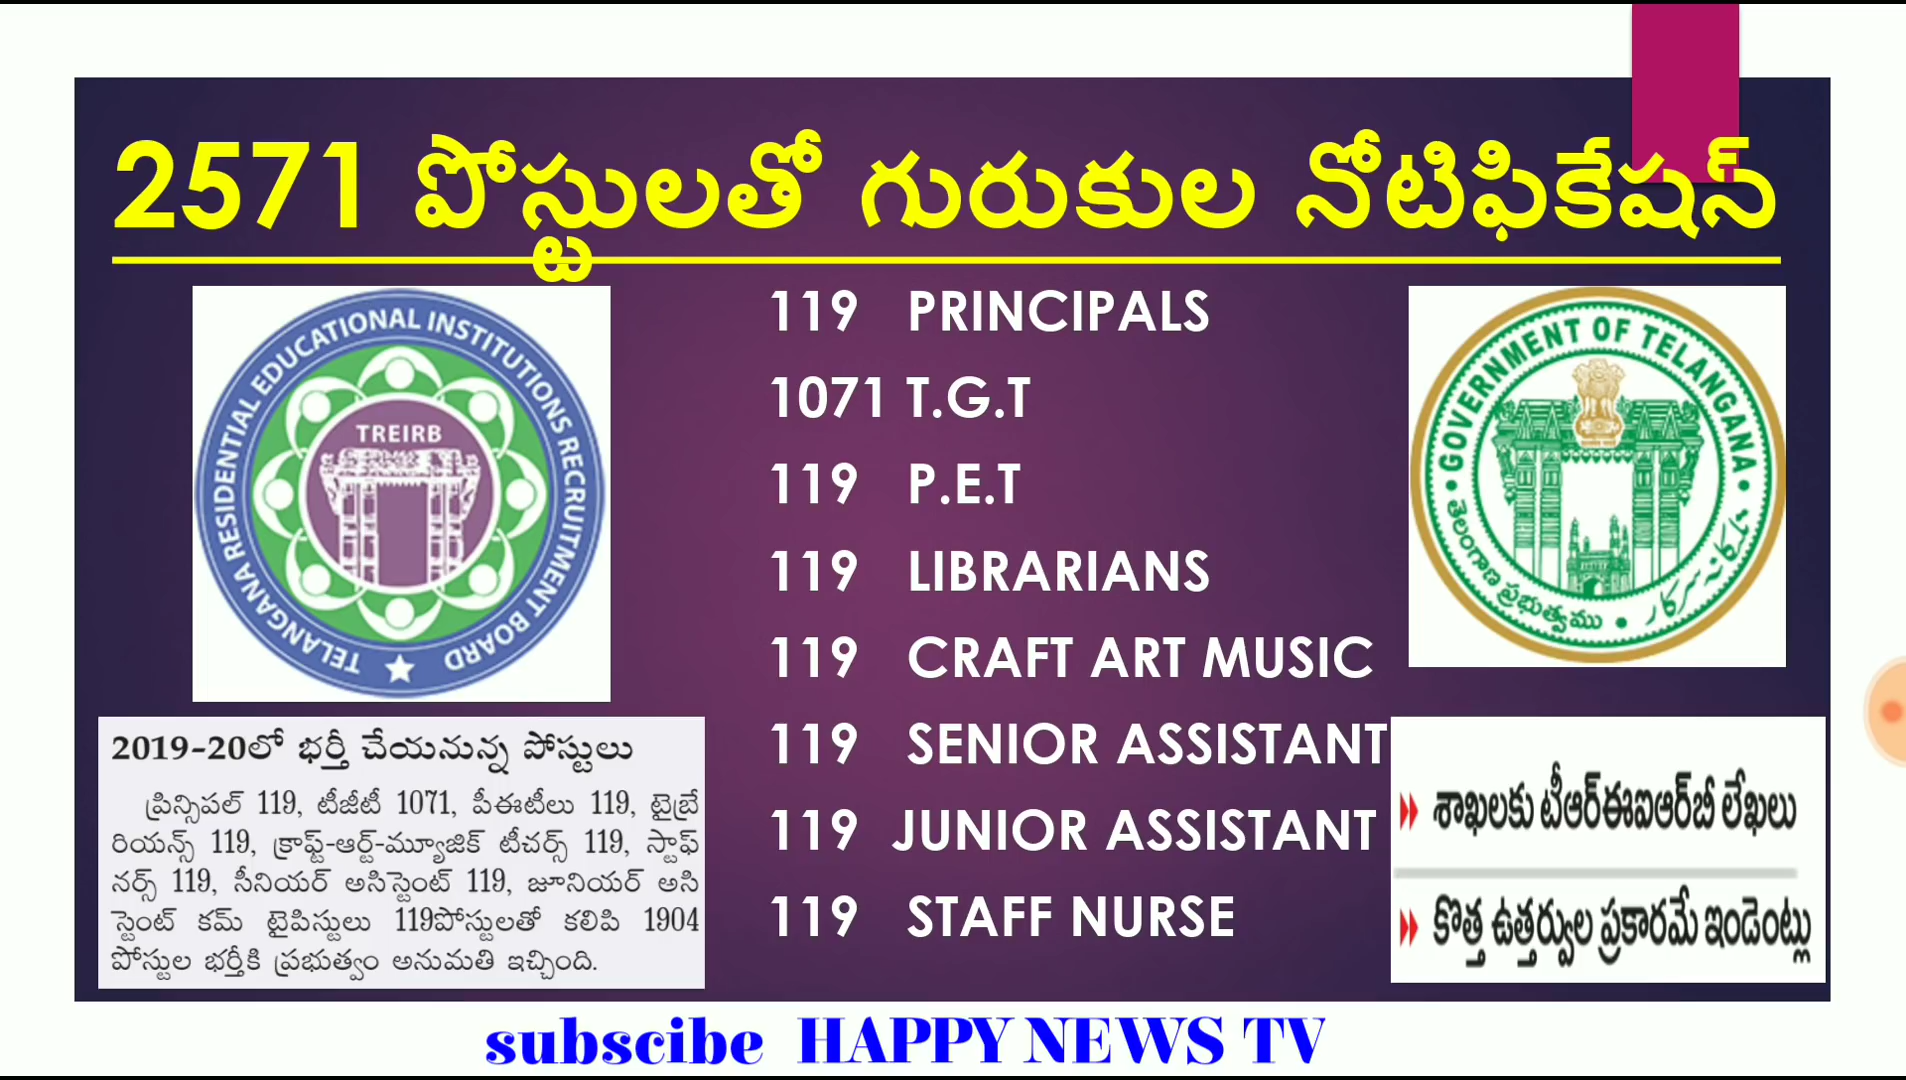 2571 పోస్టులతో గురుకుల నోటిఫికేషన్
TELANGANA RESIDENTIAL EDUCATIONAL INSTITUTIONS RECRUITMENT BOARD
TREIRB
119 PRINCIPALS
1071 T.G.T
119 P.E.T
119 LIBRARIANS
119 CRAFT ART MUSIC
119 SENIOR ASSISTANT
119 JUNIOR ASSISTANT
119 STAFF NURSE
GOVERNMENT OF TELANGANA
తెలంగాణ ప్రభుత్వము
2019-20లో భర్తీ చేయనున్న పోస్టులు
ప్రిన్సిపల్ 119, టీజీటీ 1071, పీఈటీలు 119, లైబ్రే
రియన్స్ 119, క్రాఫ్ట్-ఆర్ట్-మ్యూజిక్ టీచర్స్ 119, స్టాఫ్
నర్స్ 119, సీనియర్ అసిస్టెంట్ 119, జూనియర్ అసి
స్టెంట్ కమ్ టైపిస్టులు 119పోస్టులతో కలిపి 1904
పోస్టుల భర్తీకి ప్రభుత్వం అనుమతి ఇచ్చింది.
శాఖలకు టీఆర్ఈఐఆర్‌బీ లేఖలు
కొత్త ఉత్తర్వుల ప్రకారమే ఇండెంట్లు
subscibe HAPPY NEWS TV